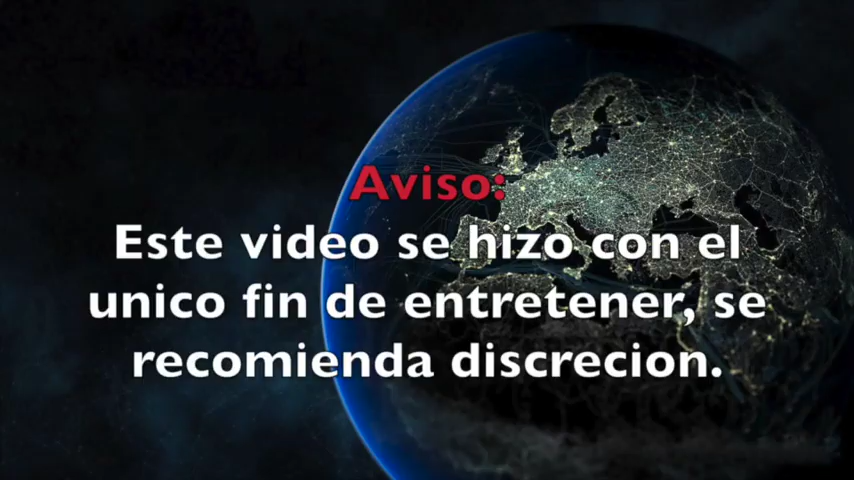 Aviso:
Este video se hizo con el
unico fin de entretener, se
recomienda discrecion.